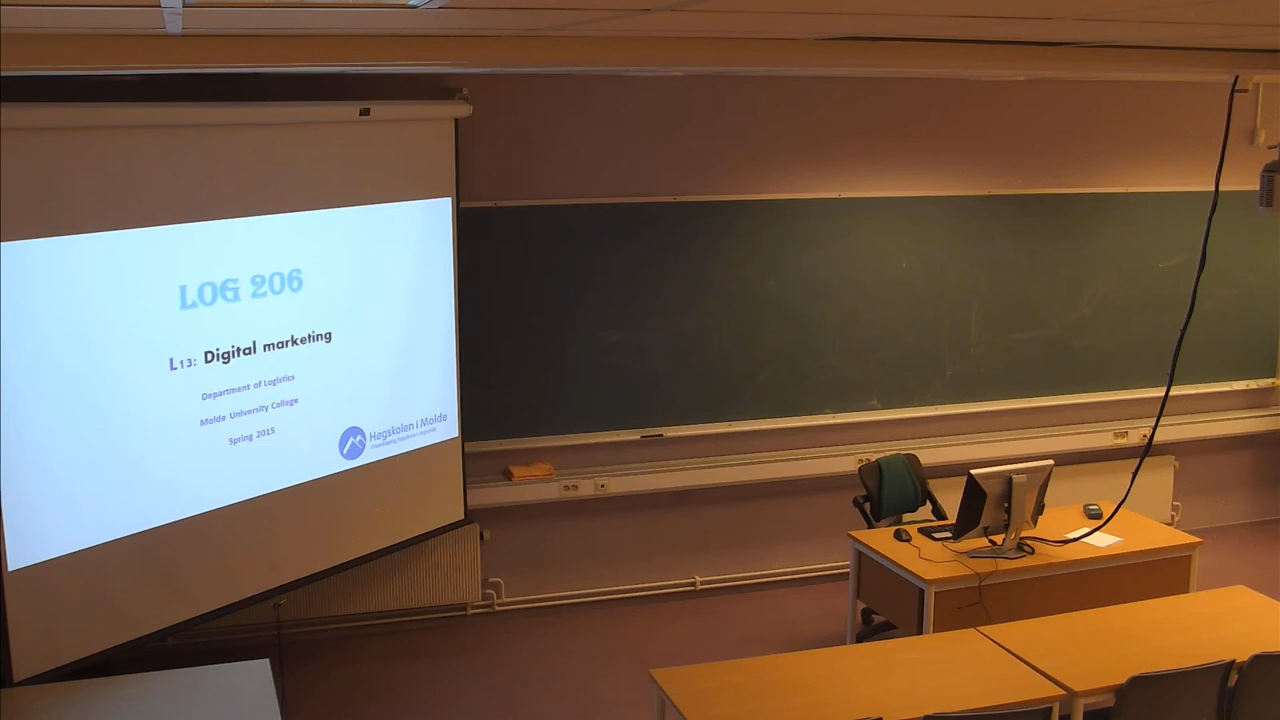 LOG 206
L13: Digital marketing
Department of Logistics
Molde University College
Spring 2015
Høgskolen i Molde